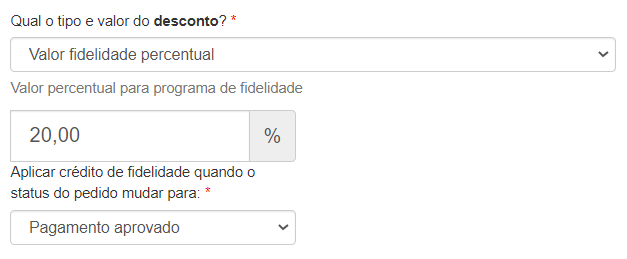 Qual o tipo e valor do desconto? *
Valor fidelidade percentual
Valor percentual para programa de fidelidade
20,00 %
Aplicar crédito de fidelidade quando o
status do pedido mudar para: *
Pagamento aprovado